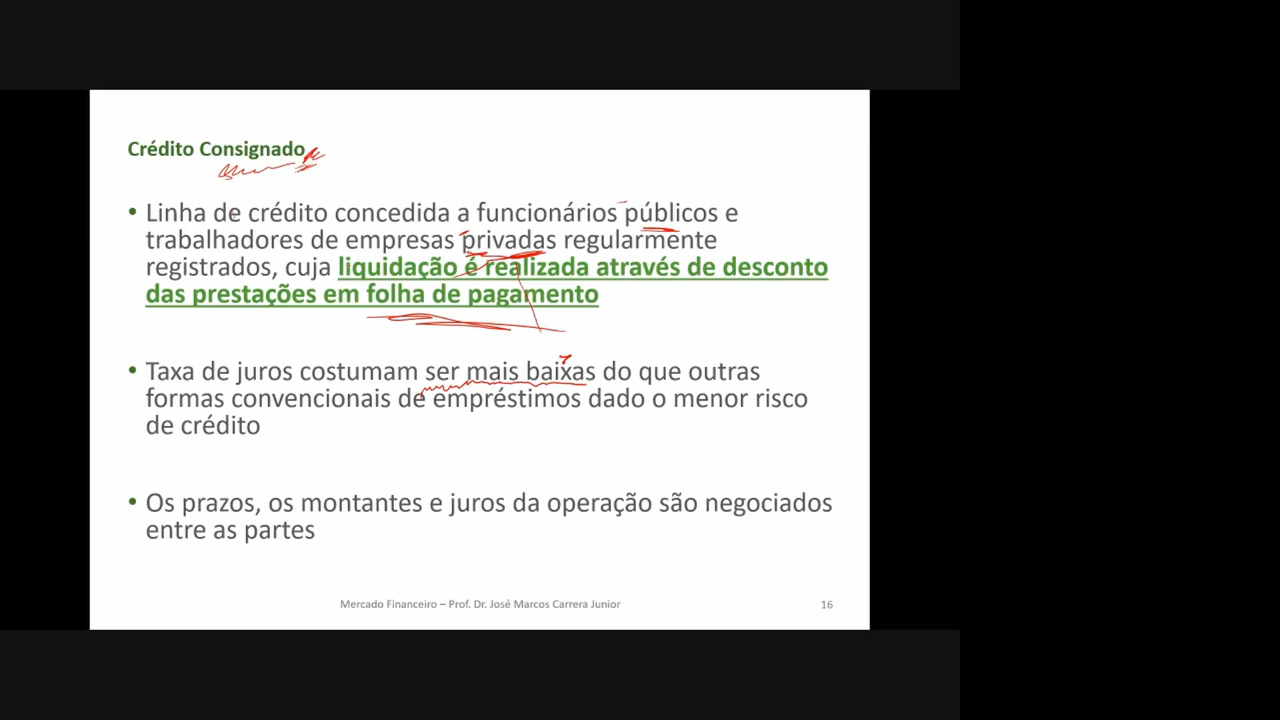 Crédito Consignado
• Linha de crédito concedida a funcionários públicos e
trabalhadores de empresas privadas regularmente
registrados, cuja liquidação é realizada através de desconto
das prestações em folha de pagamento
• Taxa de juros costumam ser mais baixas do que outras
formas convencionais de empréstimos dado o menor risco
de crédito
• Os prazos, os montantes e juros da operação são negociados
entre as partes
Mercado Financeiro – Prof. Dr. José Marcos Carrera Junior
16